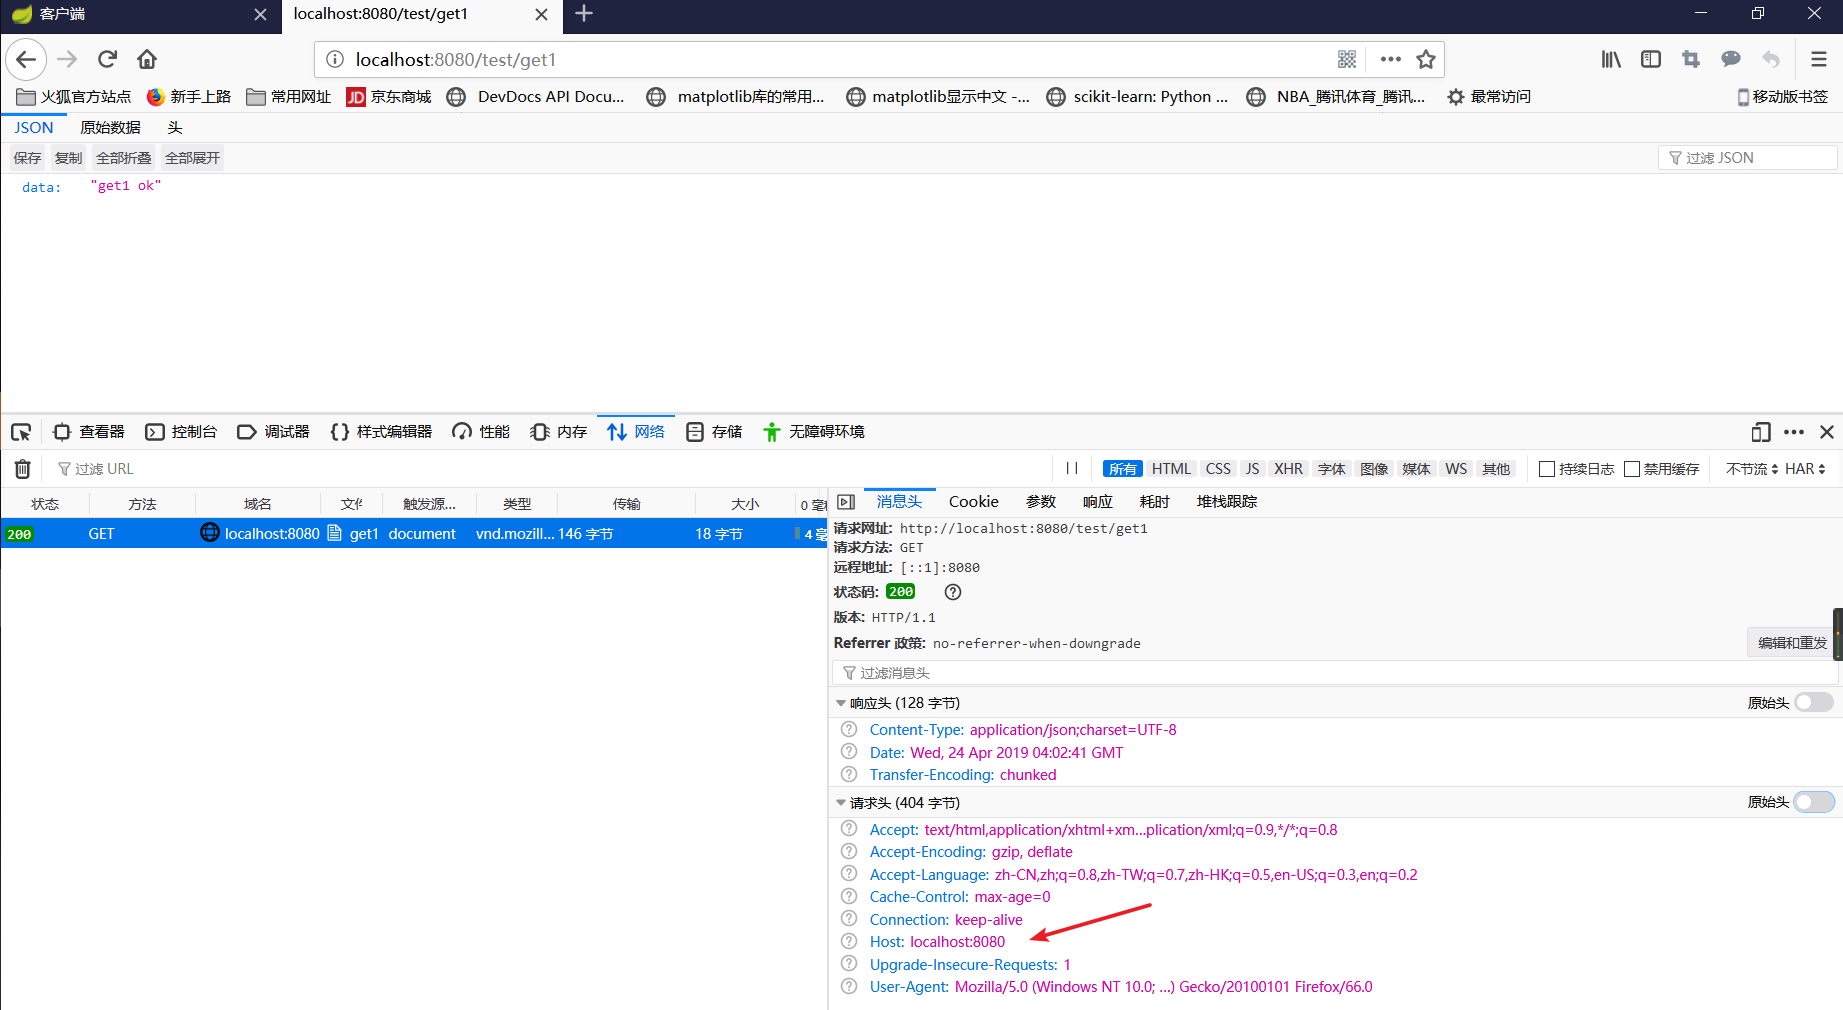 客户端
localhost:8080/test/get1
localhost:8080/test/get1
火狐官方站点 新手上路 常用网址 JD 京东商城 DevDocs API Docu... matplotlib库的常用... matplotlib显示中文 -... scikit-learn: Python ... NBA_腾讯体育_腾讯... 最常访问 移动版书签
JSON 原始数据 头
保存 复制 全部折叠 全部展开 过滤 JSON
data: "get1 ok"
查看器 控制台 调试器 样式编辑器 性能 内存 网络 存储 无障碍环境
过滤 URL 所有 HTML CSS JS XHR 字体 图像 媒体 WS 其他 持续日志 禁用缓存 不节流 HAR
状态 方法 域名 文件 触发源... 类型 传输 大小 0 毫秒
200 GET localhost:8080 get1 document vnd.mozill... 146 字节 18 字节 4 毫
消息头 Cookie 参数 响应 耗时 堆栈跟踪
请求网址: http://localhost:8080/test/get1
请求方法: GET
远程地址: [::1]:8080
状态码: 200
版本: HTTP/1.1
Referrer 政策: no-referrer-when-downgrade 编辑和重发
过滤消息头
响应头 (128 字节) 原始头
Content-Type: application/json;charset=UTF-8
Date: Wed, 24 Apr 2019 04:02:41 GMT
Transfer-Encoding: chunked
请求头 (404 字节) 原始头
Accept: text/html,application/xhtml+xm...plication/xml;q=0.9,*/*;q=0.8
Accept-Encoding: gzip, deflate
Accept-Language: zh-CN,zh;q=0.8,zh-TW;q=0.7,zh-HK;q=0.5,en-US;q=0.3,en;q=0.2
Cache-Control: max-age=0
Connection: keep-alive
Host: localhost:8080
Upgrade-Insecure-Requests: 1
User-Agent: Mozilla/5.0 (Windows NT 10.0; ...) Gecko/20100101 Firefox/66.0